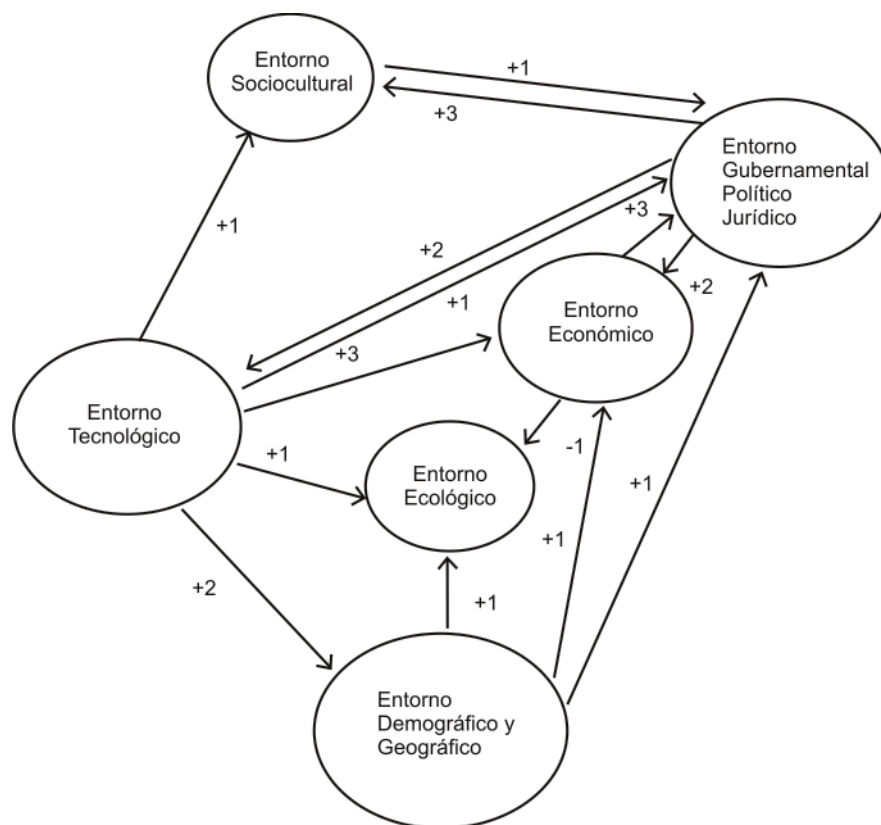 Entorno
Sociocultural
+1
+3
Entorno
Gubernamental
Político
Jurídico
+1
+2
+3
+1
+2
Entorno
Económico
+3
Entorno
Tecnológico
+1
Entorno
Ecológico
-1
+1
+1
+2
+1
Entorno
Demográfico y
Geográfico